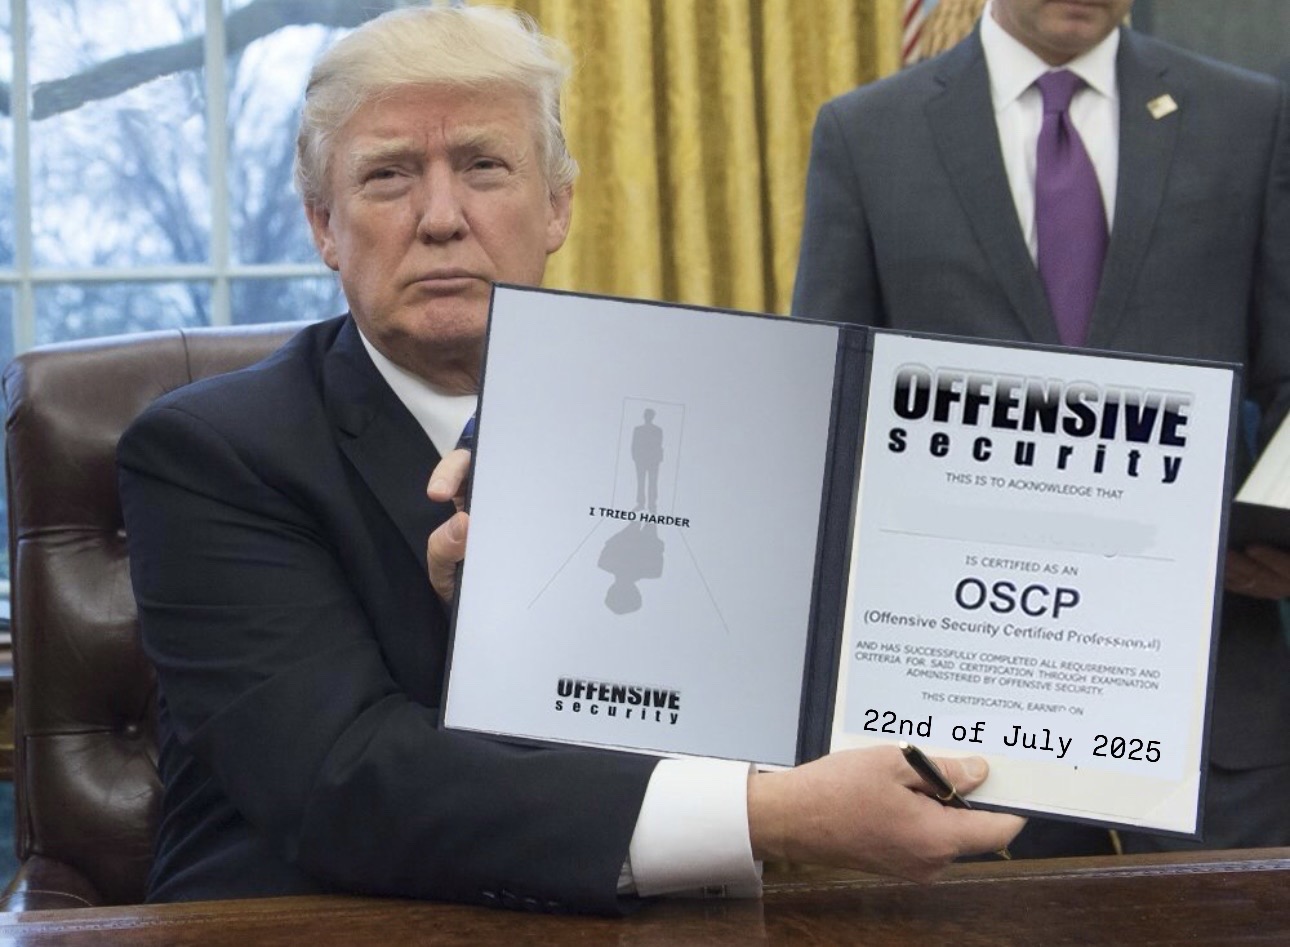 I TRIED HARDER
OFFENSIVE
security
OFFENSIVE
security
THIS IS TO ACKNOWLEDGE THAT
IS CERTIFIED AS AN
OSCP
(Offensive Security Certified Professional)
AND HAS SUCCESSFULLY COMPLETED ALL REQUIREMENTS AND
CRITERIA FOR SAID CERTIFICATION THROUGH EXAMINATION
ADMINISTERED BY OFFENSIVE SECURITY.
THIS CERTIFICATION, EARNED ON
22nd of July 2025